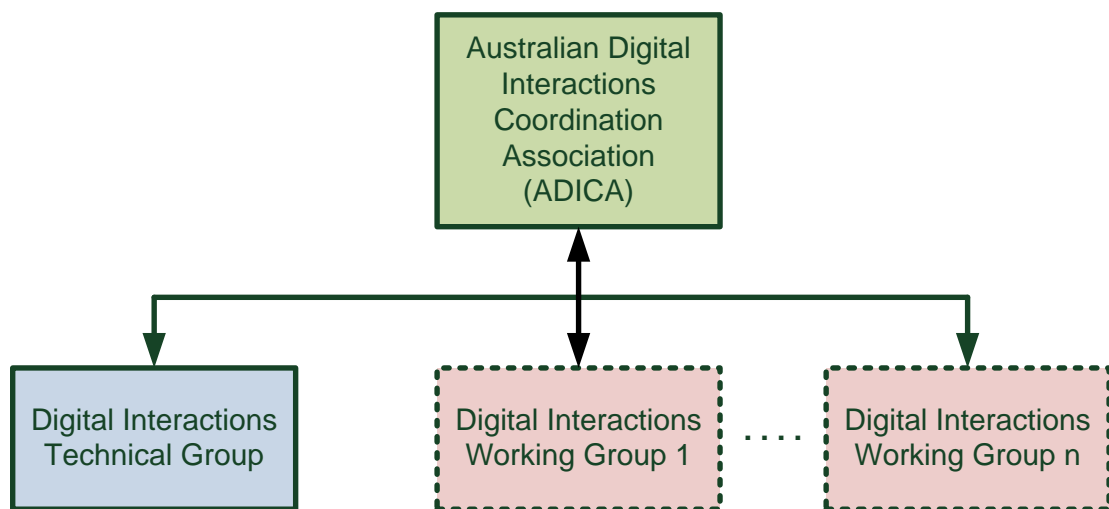 Australian Digital
Interactions
Coordination
Association
(ADICA)
Digital Interactions
Technical Group
Digital Interactions
Working Group 1
....
Digital Interactions
Working Group n